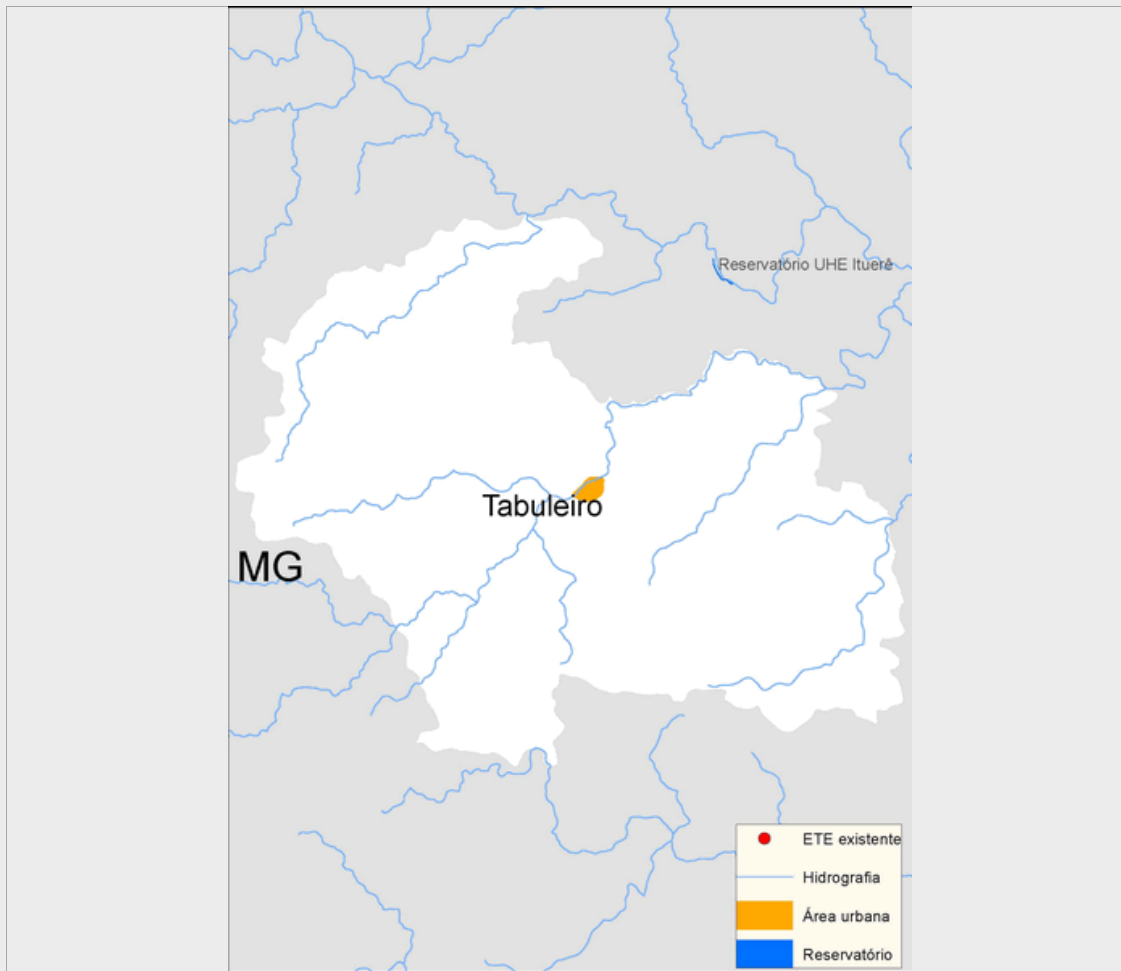 Reservatório UHE Ituerê
Tabuleiro
MG
ETE existente
Hidrografia
Área urbana
Reservatório